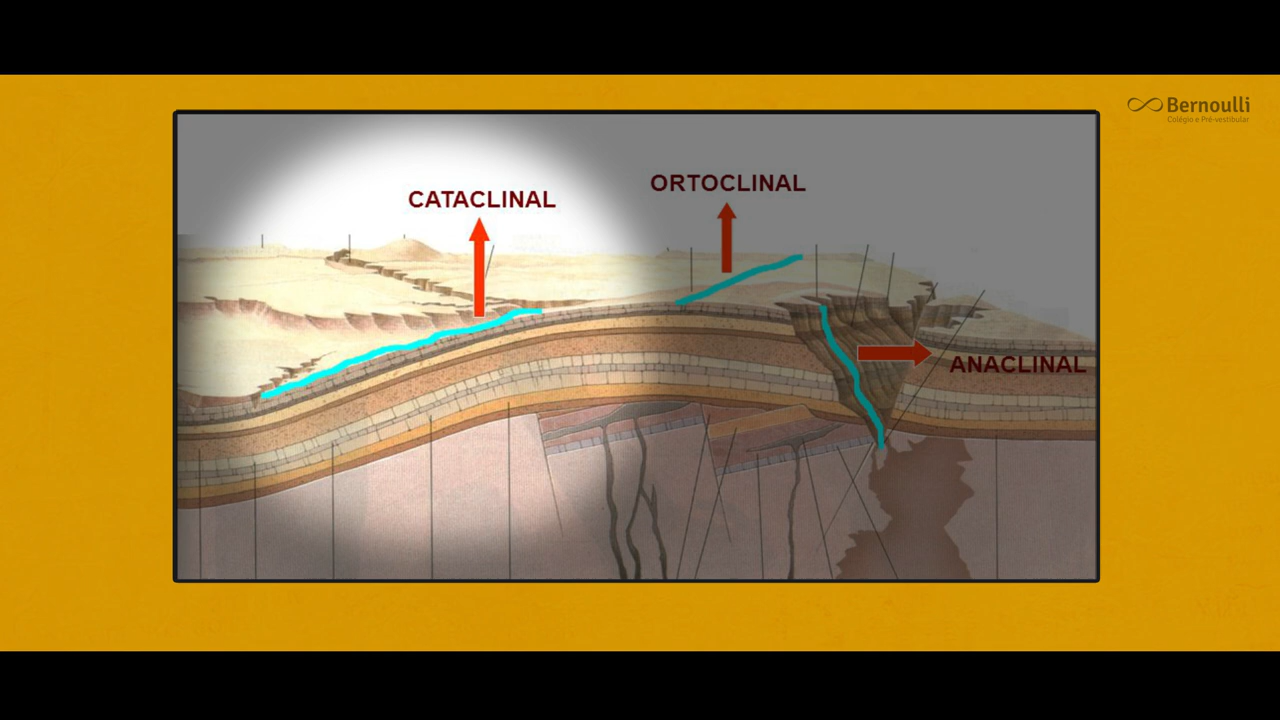 Bernoulli
Colégio e Pré-vestibular
ORTOCLINAL
CATACLINAL
ANACLINAL